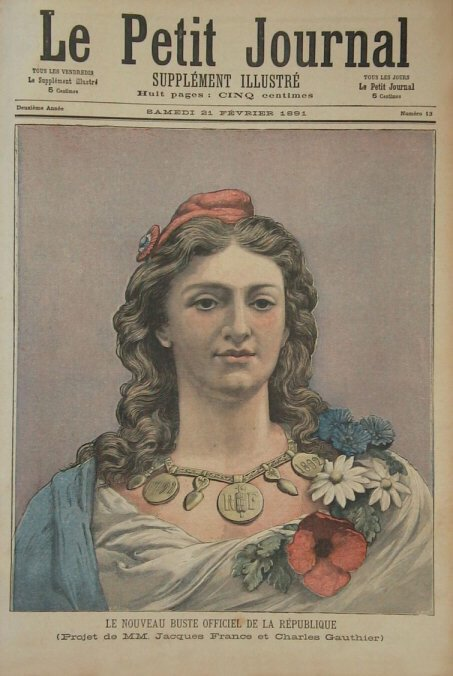 Le Petit Journal
TOUS LES VENDREDIS
Le Supplément illustré
5 Centimes
SUPPLÉMENT ILLUSTRÉ
Huit pages : CINQ centimes
TOUS LES JOURS
Le Petit Journal
5 Centimes
Deuxième Année
SAMEDI 21 FÉVRIER 1891
Numéro 13
RF
LE NOUVEAU BUSTE OFFICIEL DE LA RÉPUBLIQUE
(Projet de MM. Jacques France et Charles Gauthier)